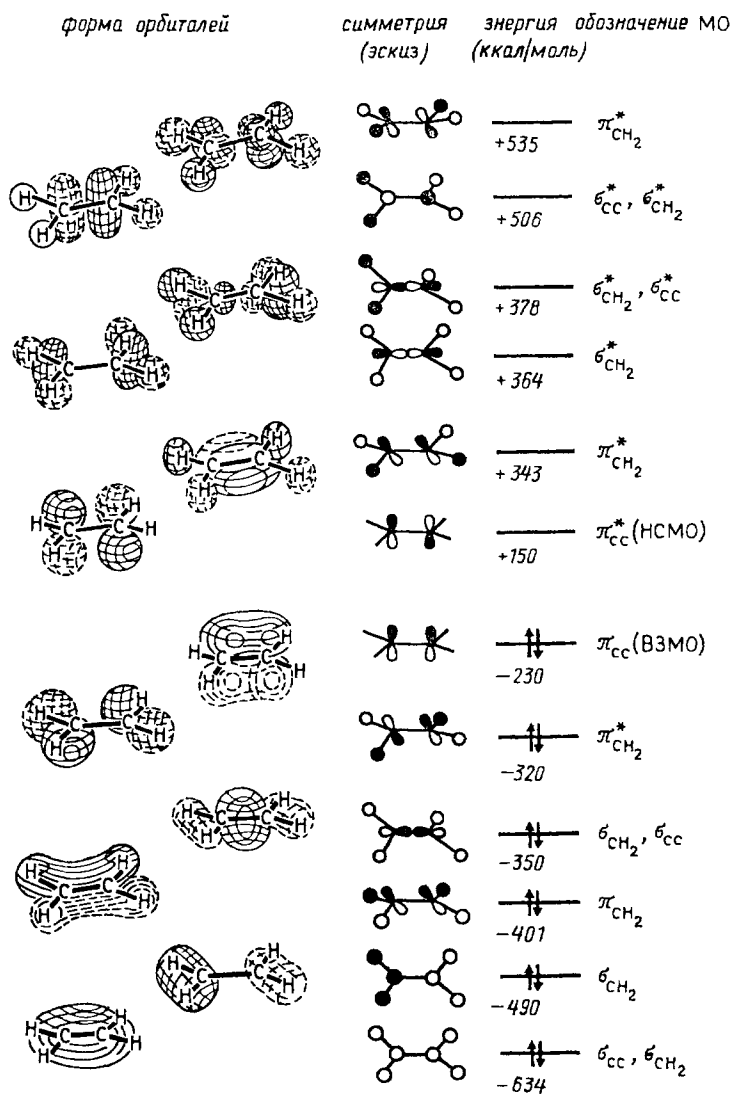 форма орбиталей симметрия энергия обозначение МО
(эскиз) (ккал/моль)
H H C C H H +535 π*CH₂
H C C H H H +506 σ*CC, σ*CH₂
H C C H H H +378 σ*CH₂, σ*CC
H C C H H H +364 σ*CH₂
H C C H H H +343 π*CH₂
H C C H H H +150 π*CC (НСМО)
H C C H H H −230 πCC (ВЗМО)
H C C H H H −320 π*CH₂
H C C H H H −350 σCH₂, σCC
H C C H H H −401 πCH₂
H C C H H H −490 σCH₂
H C C H H H −634 σCC, σCH₂